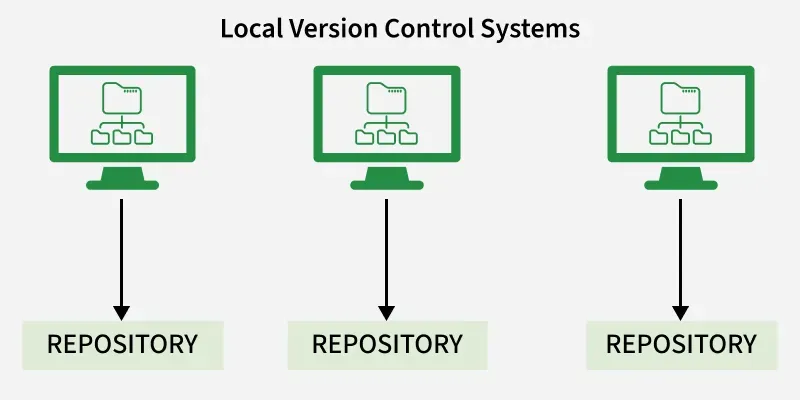 Local Version Control Systems
REPOSITORY
REPOSITORY
REPOSITORY